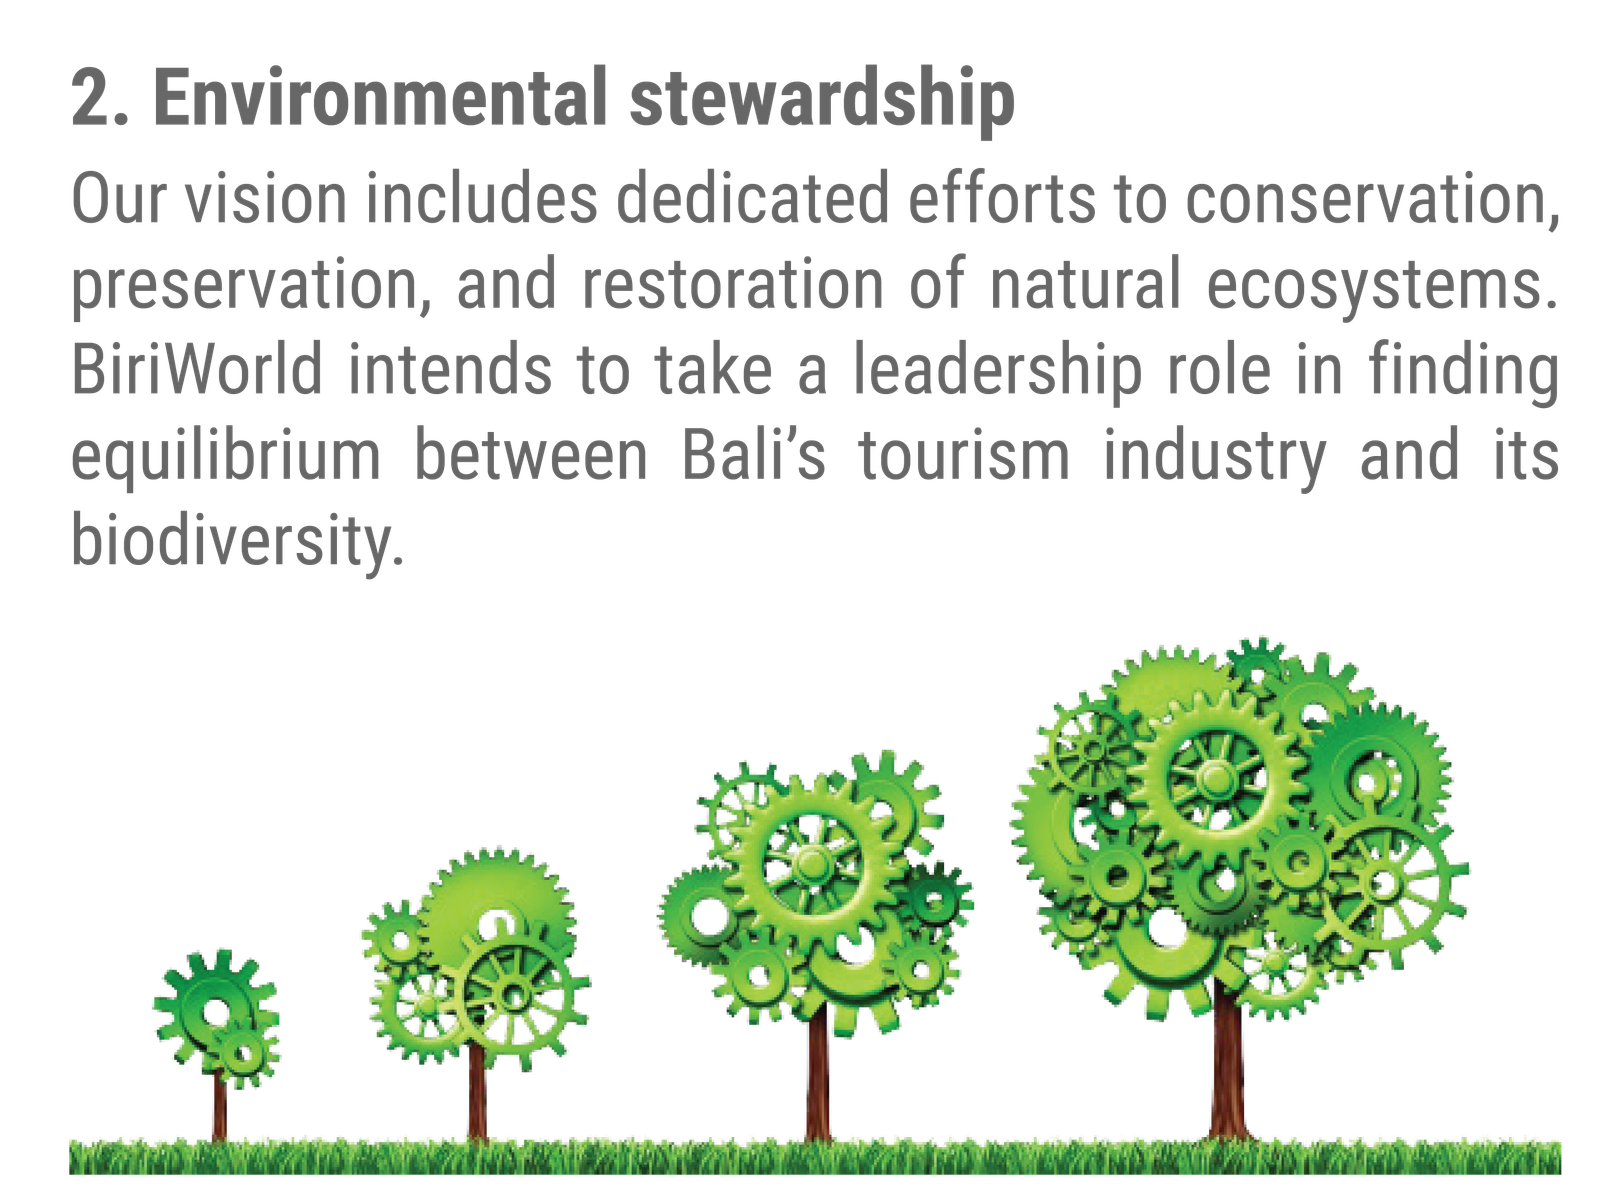 2. Environmental stewardship
Our vision includes dedicated efforts to conservation,
preservation, and restoration of natural ecosystems.
BiriWorld intends to take a leadership role in finding
equilibrium between Bali’s tourism industry and its
biodiversity.